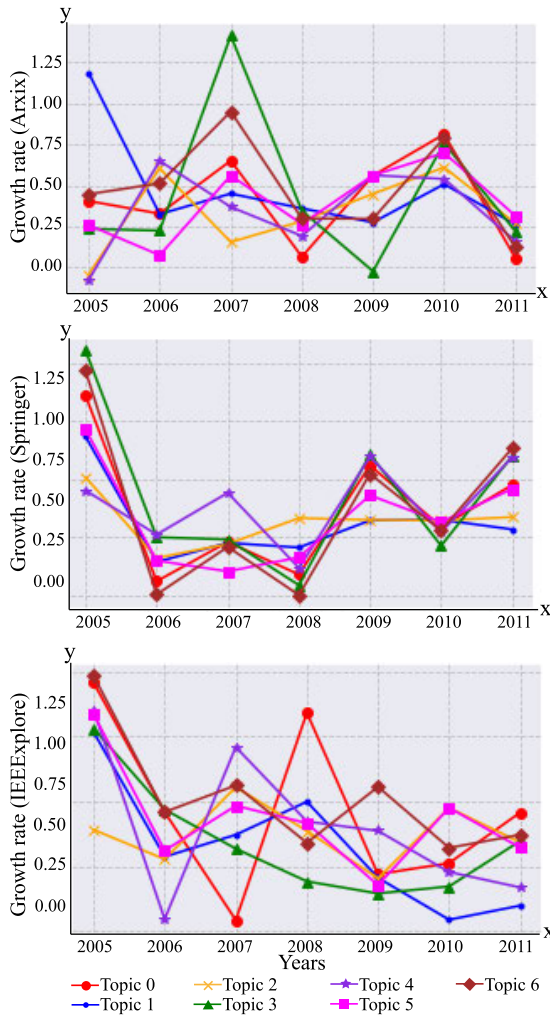 y
Growth rate (Arxix)
1.25
1.00
0.75
0.50
0.25
0.00
x
2005 2006 2007 2008 2009 2010 2011
y
Growth rate (Springer)
1.25
1.00
0.75
0.50
0.25
0.00
x
2005 2006 2007 2008 2009 2010 2011
y
Growth rate (IEEExplore)
1.25
1.00
0.75
0.50
0.25
0.00
x
2005 2006 2007 2008 2009 2010 2011
Years
Topic 0 Topic 2 Topic 4 Topic 6
Topic 1 Topic 3 Topic 5